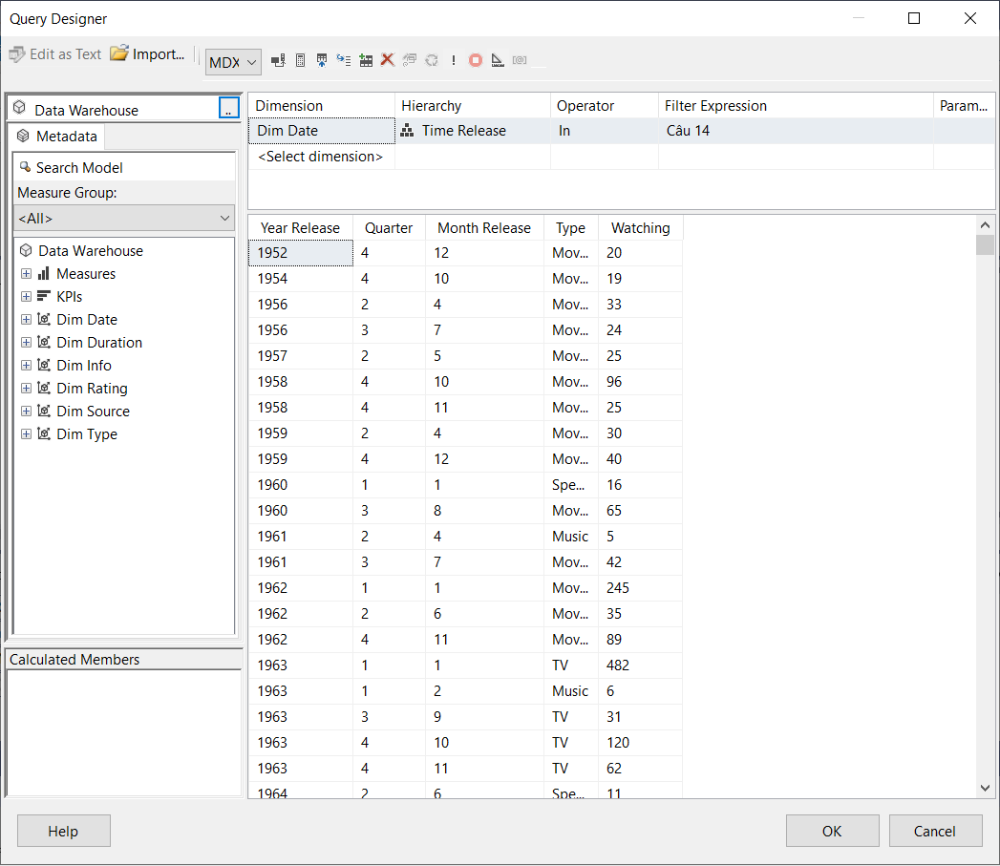 Query Designer
Edit as Text Import... MDX
Data Warehouse ..
Metadata
Search Model
Measure Group:
<All>
Data Warehouse
Measures
KPIs
Dim Date
Dim Duration
Dim Info
Dim Rating
Dim Source
Dim Type
Calculated Members
Dimension Hierarchy Operator Filter Expression Param...
Dim Date Time Release In Câu 14
<Select dimension>
Year Release Quarter Month Release Type Watching
1952 4 12 Mov... 20
1954 4 10 Mov... 19
1956 2 4 Mov... 33
1956 3 7 Mov... 24
1957 2 5 Mov... 25
1958 4 10 Mov... 96
1958 4 11 Mov... 25
1959 2 4 Mov... 30
1959 4 12 Mov... 40
1960 1 1 Spe... 16
1960 3 8 Mov... 65
1961 2 4 Music 5
1961 3 7 Mov... 42
1962 1 1 Mov... 245
1962 2 6 Mov... 35
1962 4 11 Mov... 89
1963 1 1 TV 482
1963 1 2 Music 6
1963 3 9 TV 31
1963 4 10 TV 120
1963 4 11 TV 62
1964 2 6 Spe... 11
Help OK Cancel